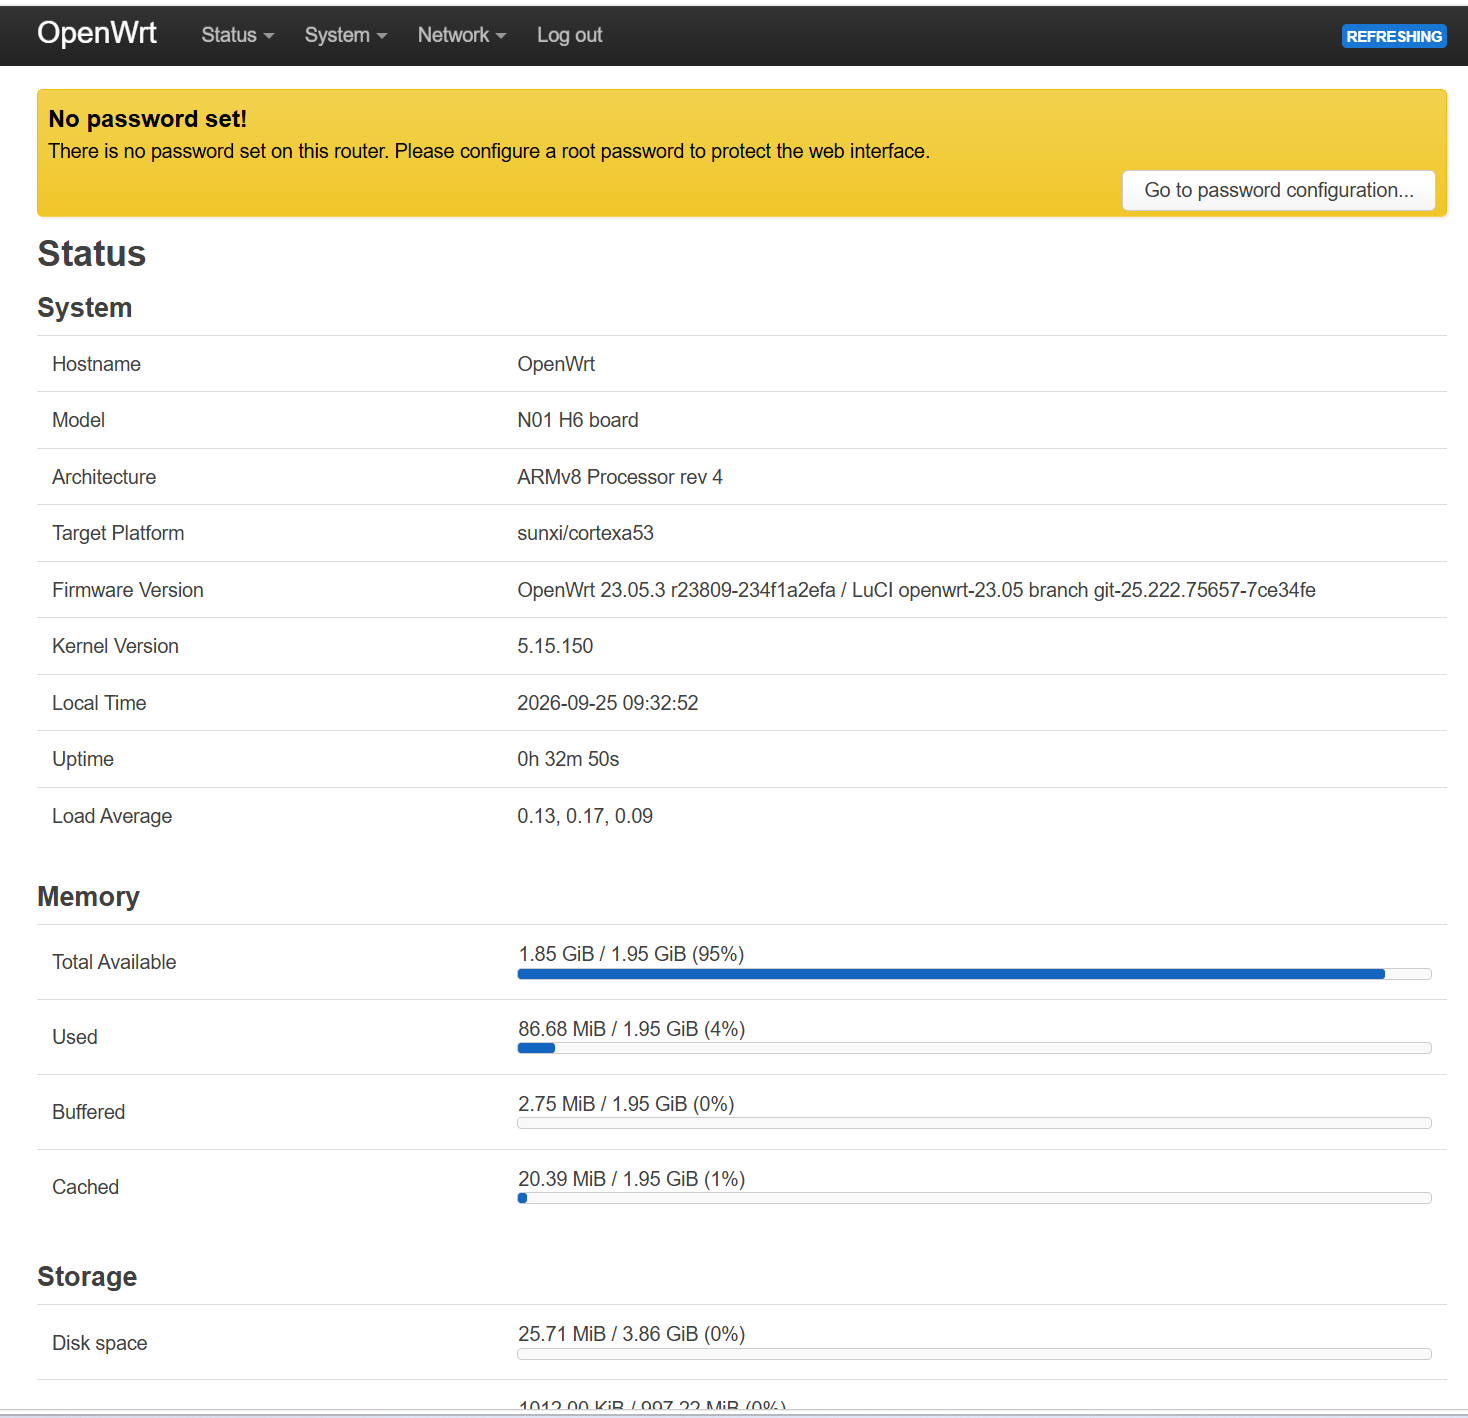 OpenWrt Status System Network Log out REFRESHING
No password set!
There is no password set on this router. Please configure a root password to protect the web interface.
Go to password configuration...
Status
System
Hostname OpenWrt
Model N01 H6 board
Architecture ARMv8 Processor rev 4
Target Platform sunxi/cortexa53
Firmware Version OpenWrt 23.05.3 r23809-234f1a2efa / LuCI openwrt-23.05 branch git-25.222.75657-7ce34fe
Kernel Version 5.15.150
Local Time 2026-09-25 09:32:52
Uptime 0h 32m 50s
Load Average 0.13, 0.17, 0.09
Memory
Total Available 1.85 GiB / 1.95 GiB (95%)
Used 86.68 MiB / 1.95 GiB (4%)
Buffered 2.75 MiB / 1.95 GiB (0%)
Cached 20.39 MiB / 1.95 GiB (1%)
Storage
Disk space 25.71 MiB / 3.86 GiB (0%)
1012.00 KiB / 997.22 MiB (0%)